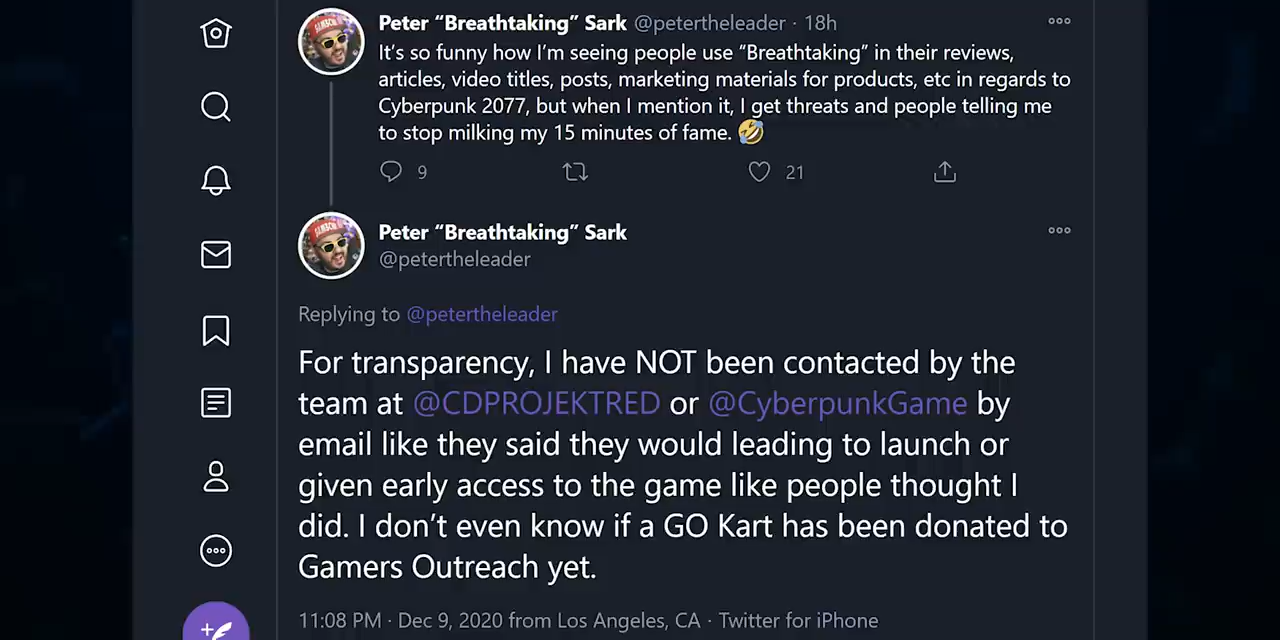 Peter “Breathtaking” Sark @petertheleader · 18h
It’s so funny how I’m seeing people use “Breathtaking” in their reviews,
articles, video titles, posts, marketing materials for products, etc in regards to
Cyberpunk 2077, but when I mention it, I get threats and people telling me
to stop milking my 15 minutes of fame. 🤣
9 21
Peter “Breathtaking” Sark
@petertheleader
Replying to @petertheleader
For transparency, I have NOT been contacted by the
team at @CDPROJEKTRED or @CyberpunkGame by
email like they said they would leading to launch or
given early access to the game like people thought I
did. I don’t even know if a GO Kart has been donated to
Gamers Outreach yet.
11:08 PM · Dec 9, 2020 from Los Angeles, CA · Twitter for iPhone